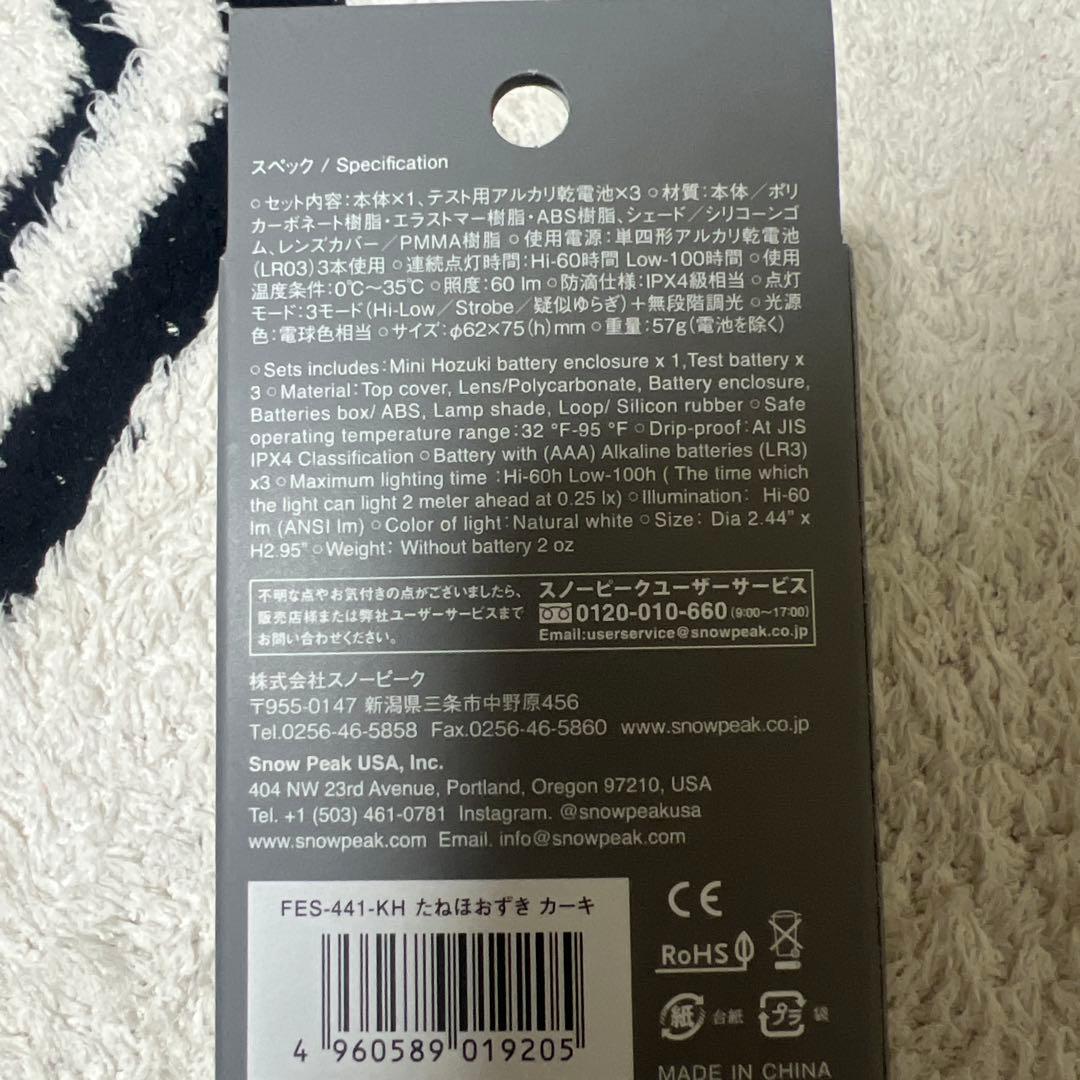 スペック / Specification
○セット内容:本体×1、テスト用アルカリ乾電池×3 ○材質:本体／ポリ
カーボネート樹脂・エラストマー樹脂・ABS樹脂、シェード／シリコーンゴ
ム、レンズカバー／PMMA樹脂 ○使用電源:単四形アルカリ乾電池
(LR03)3本使用 ○連続点灯時間:Hi-60時間 Low-100時間 ○使用
温度条件:0℃〜35℃ ○照度:60 lm ○防滴仕様:IPX4級相当 ○点灯
モード:3モード(Hi-Low／Strobe／疑似ゆらぎ)+無段階調光 ○光源
色:電球色相当 ○サイズ:φ62×75(h)mm ○重量:57g(電池を除く)
○Sets includes: Mini Hozuki battery enclosure x 1,Test battery x
3 ○Material: Top cover, Lens/Polycarbonate, Battery enclosure,
Batteries box/ ABS, Lamp shade, Loop/ Silicon rubber ○Safe
operating temperature range:32 °F-95 °F ○Drip-proof:At JIS
IPX4 Classification ○Battery with (AAA) Alkaline batteries (LR3)
x3 ○Maximum lighting time :Hi-60h Low-100h ( The time which
the light can light 2 meter ahead at 0.25 lx) ○Illumination: Hi-60
lm (ANSI lm) ○Color of light:Natural white ○Size: Dia 2.44" x
H2.95" ○Weight: Without battery 2 oz
不明な点やお気付きの点がございましたら、
販売店様または弊社ユーザーサービスまで
お問い合わせください。
スノーピークユーザーサービス
0120-010-660(9:00〜17:00)
Email:userservice@snowpeak.co.jp
株式会社スノーピーク
〒955-0147 新潟県三条市中野原456
Tel.0256-46-5858 Fax.0256-46-5860 www.snowpeak.co.jp
Snow Peak USA, Inc.
404 NW 23rd Avenue, Portland, Oregon 97210, USA
Tel. +1 (503) 461-0781 Instagram. @snowpeakusa
www.snowpeak.com Email. info@snowpeak.com
FES-441-KH たねほおずき カーキ
4 960589 019205
CE
RoHS
紙 台紙 プラ 袋
MADE IN CHINA